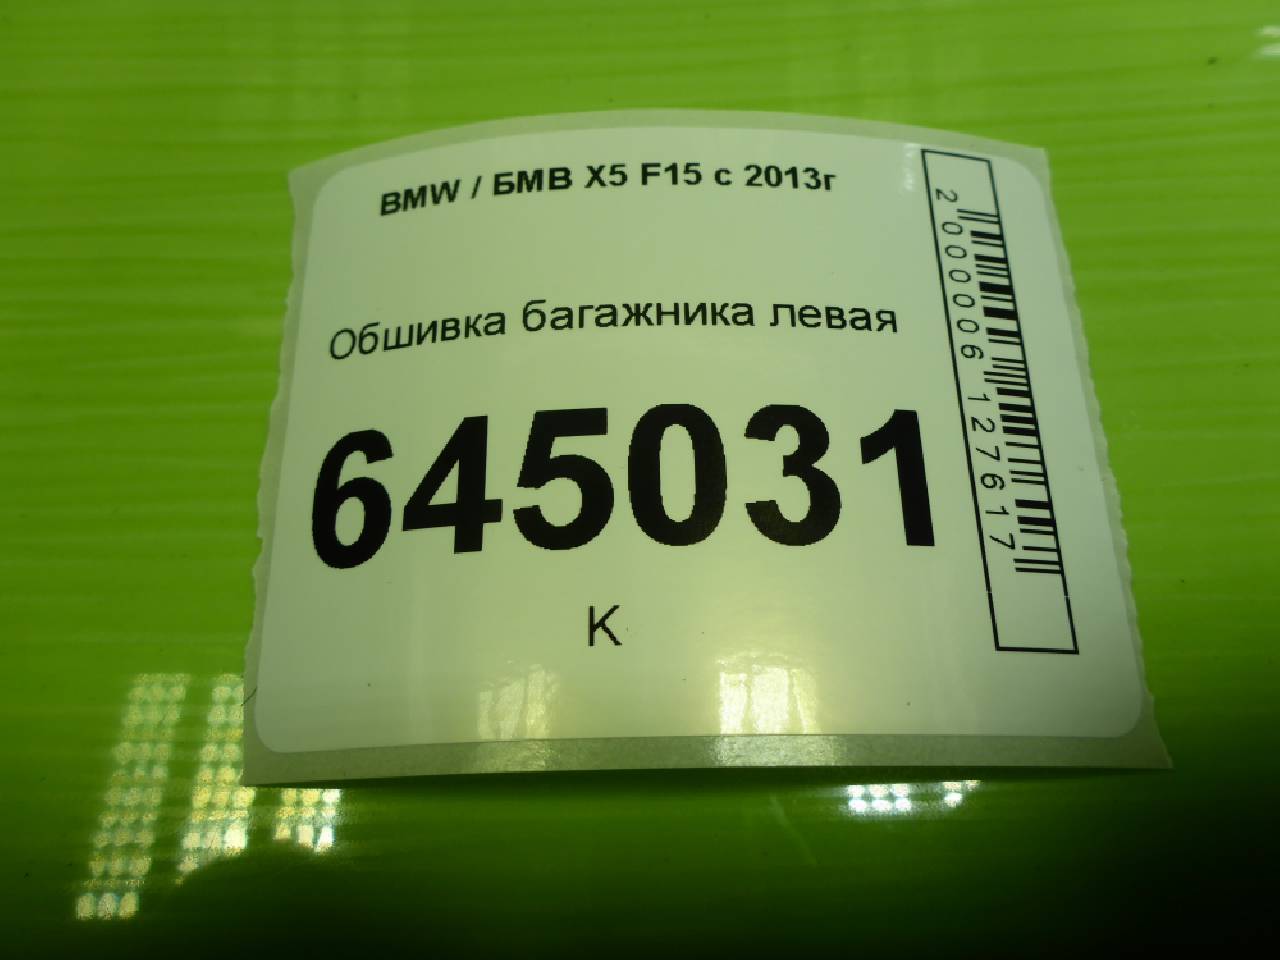 BMW / БМВ X5 F15 с 2013г
Обшивка багажника левая
645031
К
2000006127617